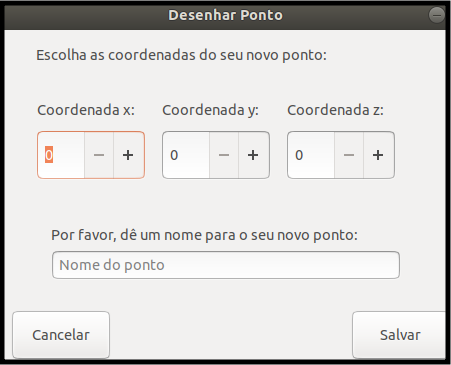 Desenhar Ponto
Escolha as coordenadas do seu novo ponto:
Coordenada x: Coordenada y: Coordenada z:
0 − + 0 − + 0 − +
Por favor, dê um nome para o seu novo ponto:
Nome do ponto
Cancelar Salvar